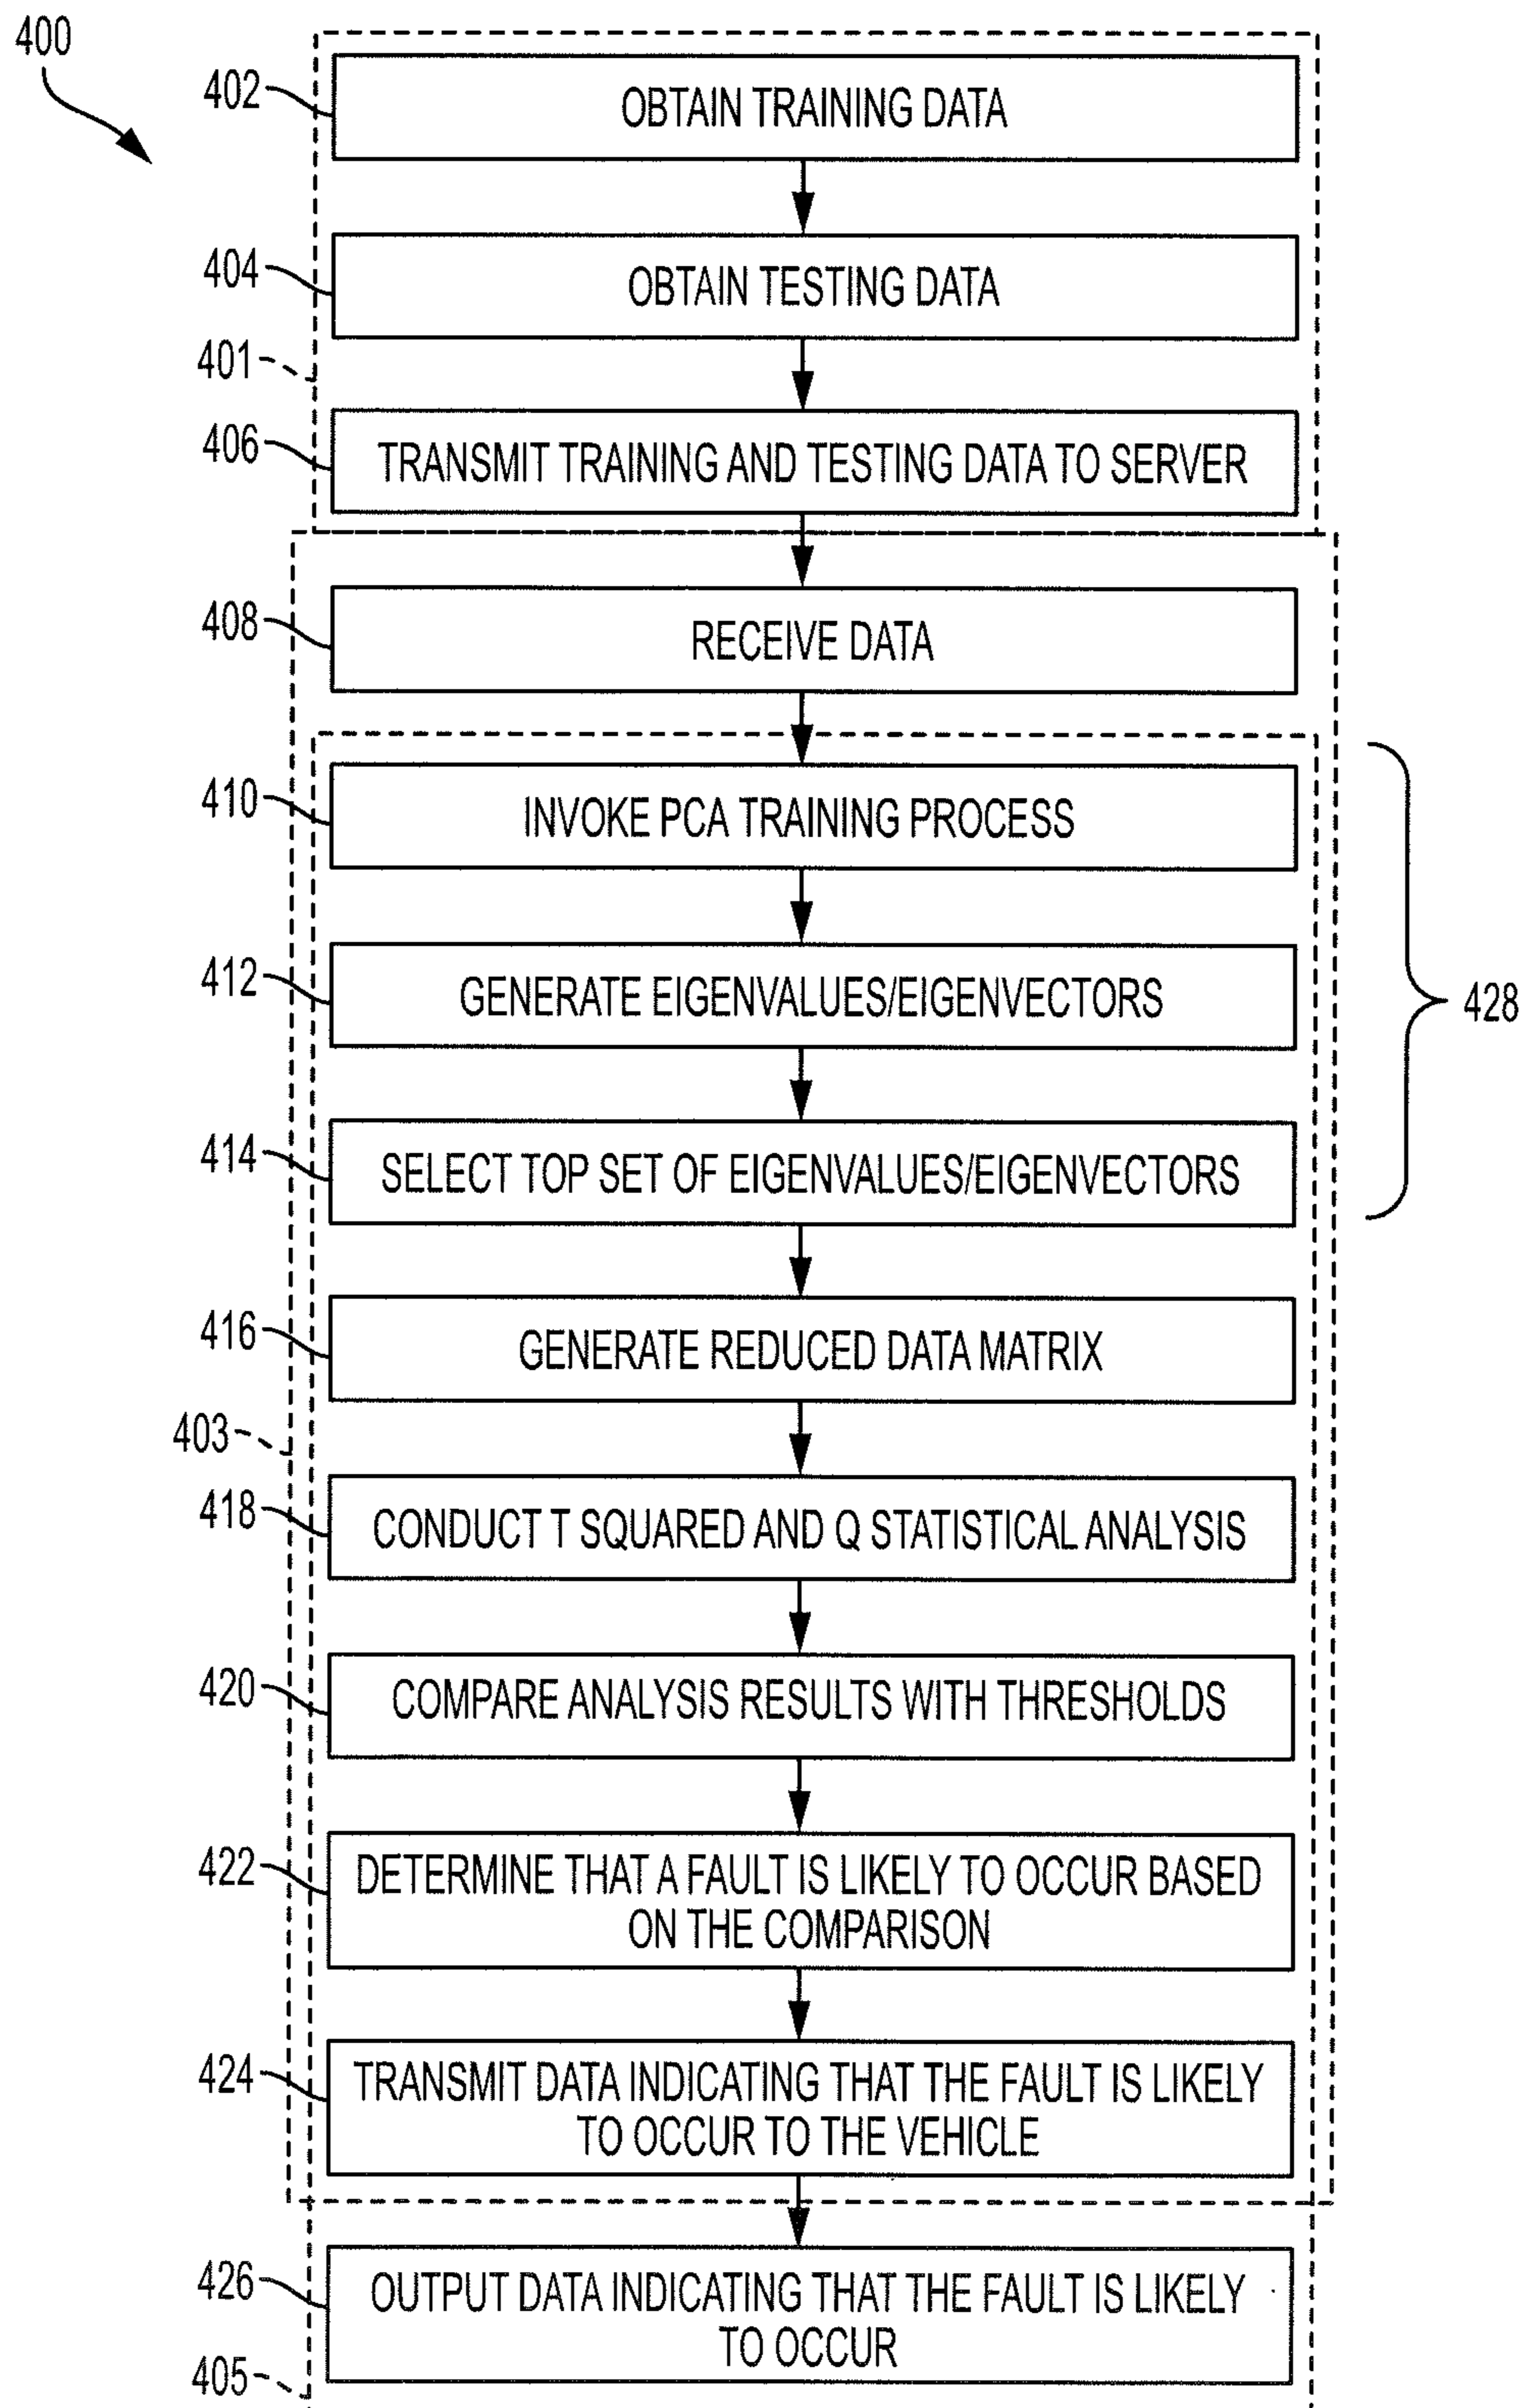 400
402
OBTAIN TRAINING DATA
404
OBTAIN TESTING DATA
401
406
TRANSMIT TRAINING AND TESTING DATA TO SERVER
408
RECEIVE DATA
410
INVOKE PCA TRAINING PROCESS
412
GENERATE EIGENVALUES/EIGENVECTORS
428
414
SELECT TOP SET OF EIGENVALUES/EIGENVECTORS
416
GENERATE REDUCED DATA MATRIX
403
418
CONDUCT T SQUARED AND Q STATISTICAL ANALYSIS
420
COMPARE ANALYSIS RESULTS WITH THRESHOLDS
422
DETERMINE THAT A FAULT IS LIKELY TO OCCUR BASED
ON THE COMPARISON
424
TRANSMIT DATA INDICATING THAT THE FAULT IS LIKELY
TO OCCUR TO THE VEHICLE
426
OUTPUT DATA INDICATING THAT THE FAULT IS LIKELY
TO OCCUR
405